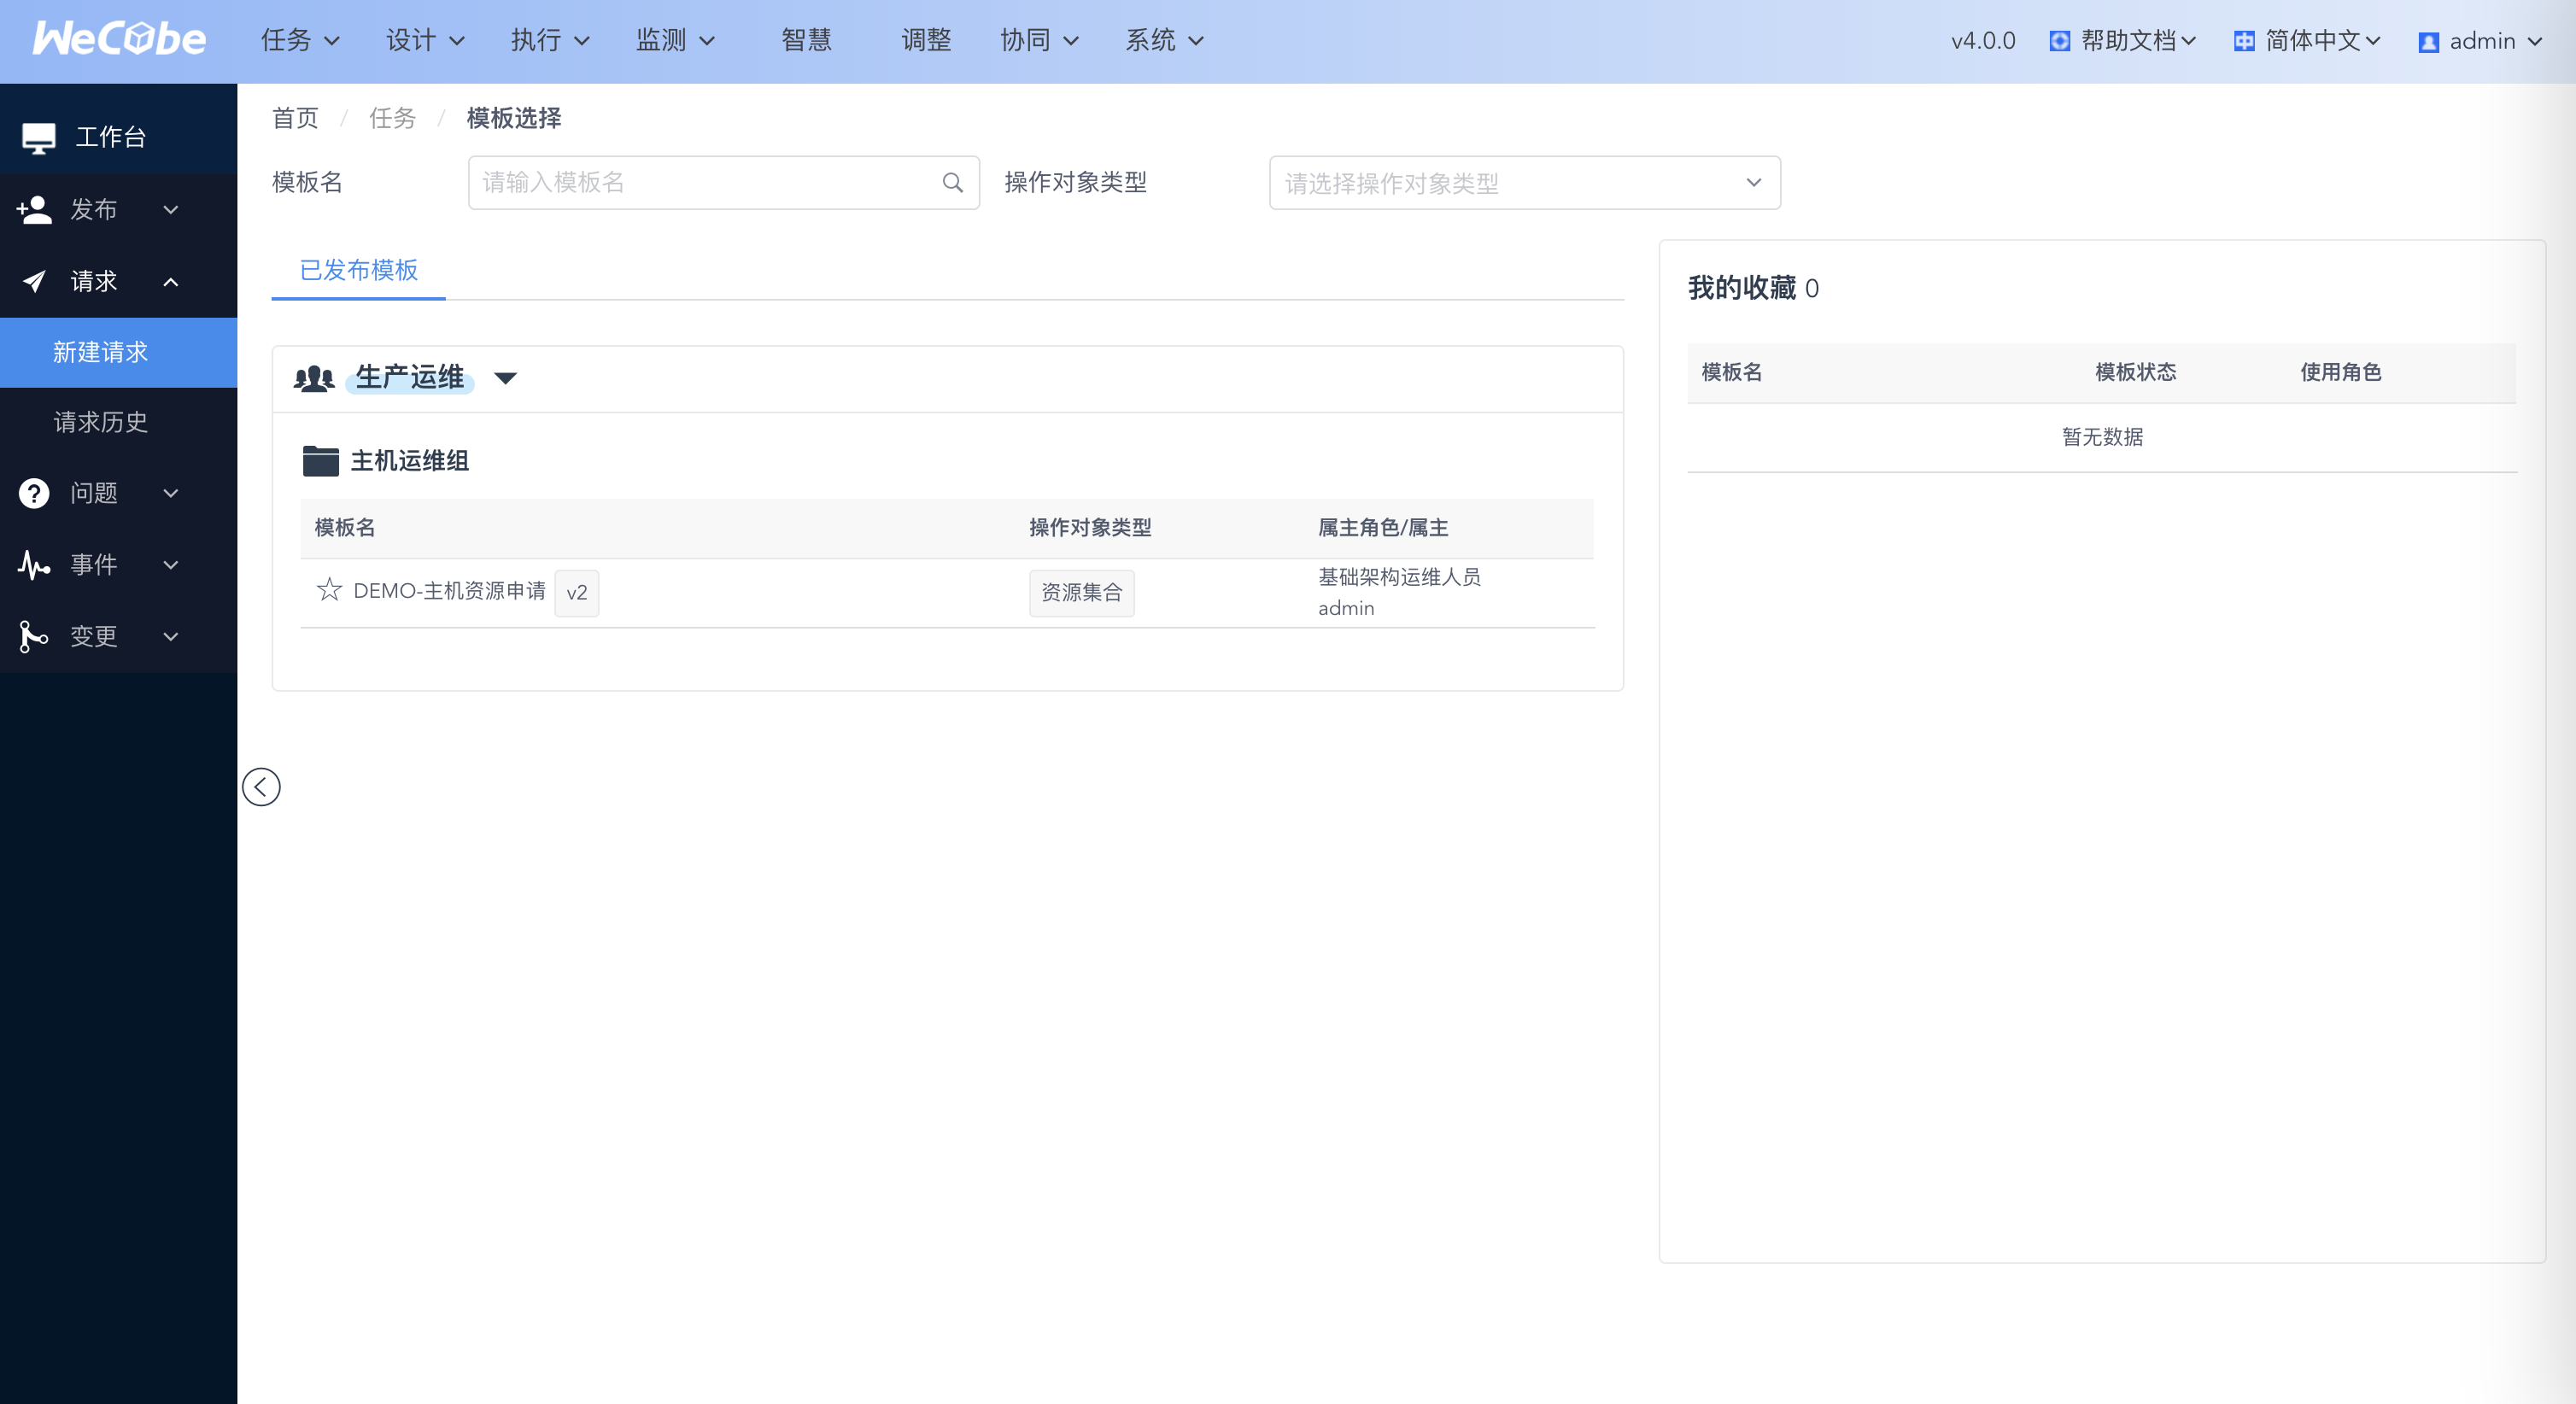 WeCube 任务 设计 执行 监测 智慧 调整 协同 系统 v4.0.0 帮助文档 简体中文 admin
工作台
发布
请求
新建请求
请求历史
问题
事件
变更
首页 / 任务 / 模板选择
模板名 请输入模板名 操作对象类型 请选择操作对象类型
已发布模板
生产运维
主机运维组
模板名 操作对象类型 属主角色/属主
DEMO-主机资源申请 v2 资源集合 基础架构运维人员
admin
我的收藏 0
模板名 模板状态 使用角色
暂无数据